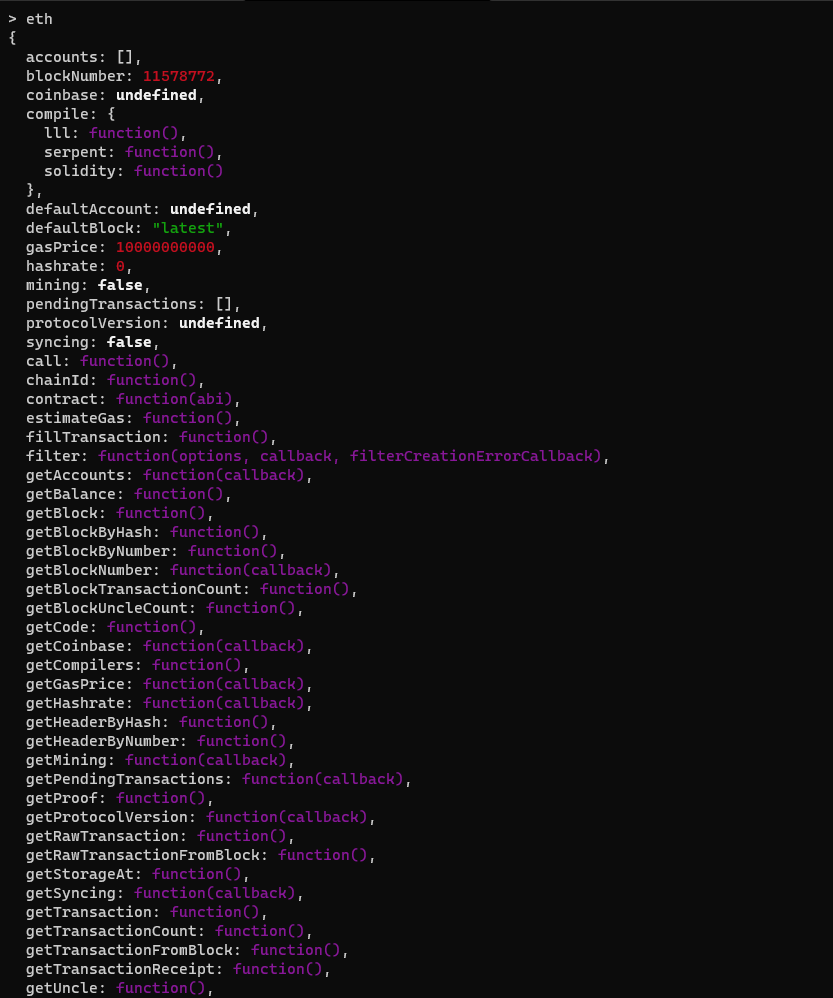 > eth
{
  accounts: [],
  blockNumber: 11578772,
  coinbase: undefined,
  compile: {
    lll: function(),
    serpent: function(),
    solidity: function()
  },
  defaultAccount: undefined,
  defaultBlock: "latest",
  gasPrice: 10000000000,
  hashrate: 0,
  mining: false,
  pendingTransactions: [],
  protocolVersion: undefined,
  syncing: false,
  call: function(),
  chainId: function(),
  contract: function(abi),
  estimateGas: function(),
  fillTransaction: function(),
  filter: function(options, callback, filterCreationErrorCallback),
  getAccounts: function(callback),
  getBalance: function(),
  getBlock: function(),
  getBlockByHash: function(),
  getBlockByNumber: function(),
  getBlockNumber: function(callback),
  getBlockTransactionCount: function(),
  getBlockUncleCount: function(),
  getCode: function(),
  getCoinbase: function(callback),
  getCompilers: function(),
  getGasPrice: function(callback),
  getHashrate: function(callback),
  getHeaderByHash: function(),
  getHeaderByNumber: function(),
  getMining: function(callback),
  getPendingTransactions: function(callback),
  getProof: function(),
  getProtocolVersion: function(callback),
  getRawTransaction: function(),
  getRawTransactionFromBlock: function(),
  getStorageAt: function(),
  getSyncing: function(callback),
  getTransaction: function(),
  getTransactionCount: function(),
  getTransactionFromBlock: function(),
  getTransactionReceipt: function(),
  getUncle: function(),